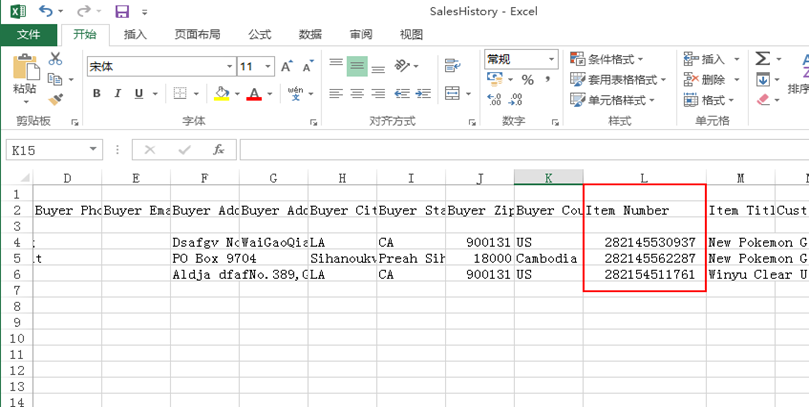 SalesHistory - Excel
文件 开始 插入 页面布局 公式 数据 审阅 视图
宋体 11 A A 常规 条件格式 插入 Σ
粘贴 套用表格格式 删除
B I U A wén % , 单元格样式 格式 排序
剪贴板 字体 对齐方式 数字 样式 单元格
K15 fx
D E F G H I J K L M
1
2 Buyer Pho Buyer Ema Buyer Add Buyer Add Buyer Cit Buyer Sta Buyer Zip Buyer Cou Item Number Item Titl Cust
3
4 Dsafgv No WaiGaoQia LA CA 900131 US 282145530937 New Pokemon G
5 PO Box 9704 Sihanoukv Preah Sih 18000 Cambodia 282145562287 New Pokemon G
6 Aldja dfaf No.389,G LA CA 900131 US 282154511761 Winyu Clear U
7
8
9
10
11
12
13
14